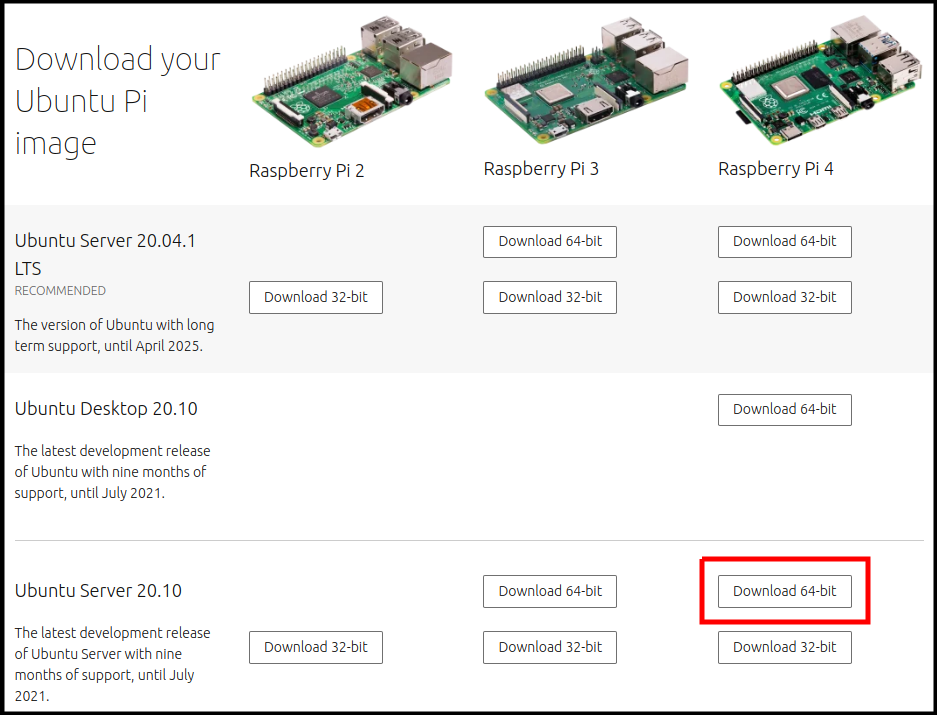 Download your
Ubuntu Pi
image
Raspberry Pi 2
Raspberry Pi 3
Raspberry Pi 4
Ubuntu Server 20.04.1
LTS
RECOMMENDED
The version of Ubuntu with long
term support, until April 2025.
Download 32-bit
Download 64-bit
Download 32-bit
Download 64-bit
Download 32-bit
Ubuntu Desktop 20.10
The latest development release
of Ubuntu with nine months of
support, until July 2021.
Download 64-bit
Ubuntu Server 20.10
The latest development release
of Ubuntu Server with nine
months of support, until July
2021.
Download 32-bit
Download 64-bit
Download 32-bit
Download 64-bit
Download 32-bit